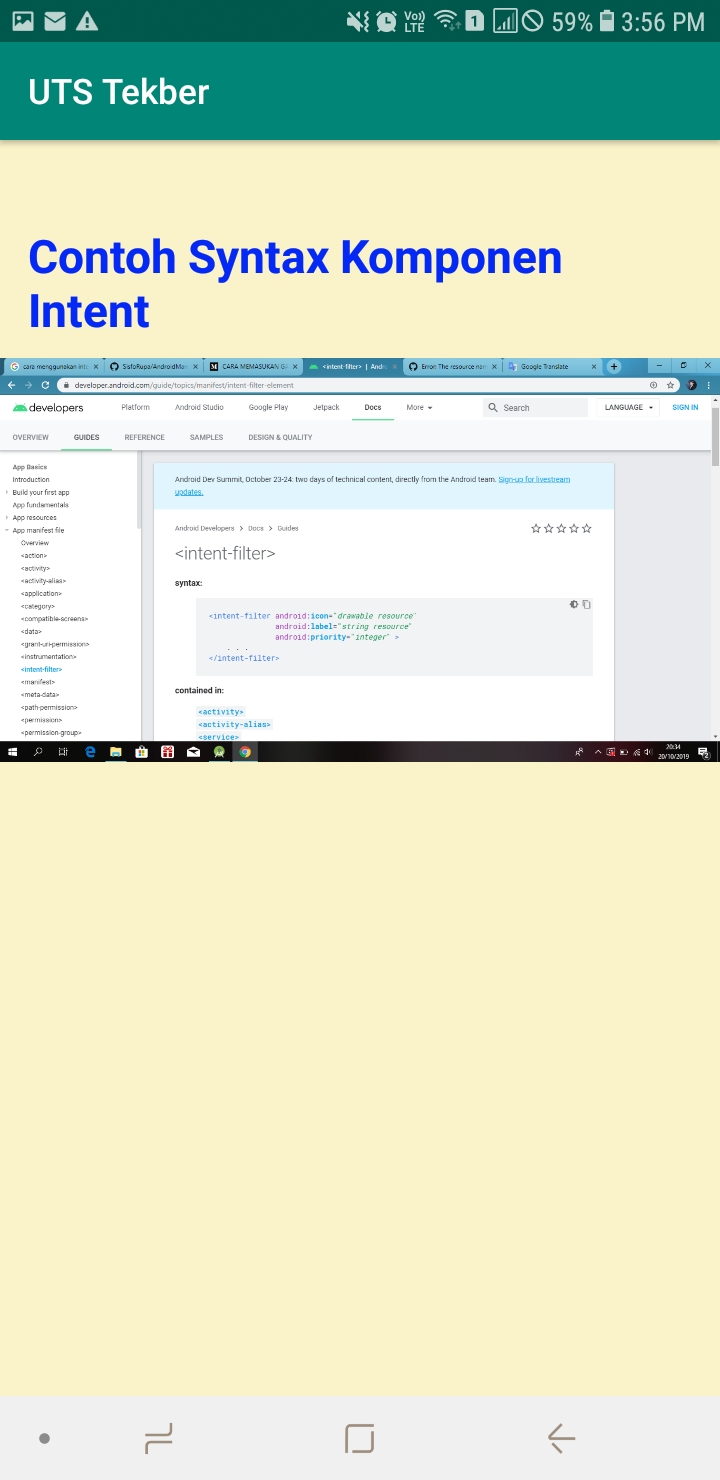 Vo)) LTE 1 59% 3:56 PM
UTS Tekber
Contoh Syntax Komponen
Intent
cara menggunakan inte SisfoRupa/AndroidMan CARA MEMASUKAN GA <intent-filter> | Andro Error: The resource nam Google Translate
developer.android.com/guide/topics/manifest/intent-filter-element
developers Platform Android Studio Google Play Jetpack Docs More Search LANGUAGE SIGN IN
OVERVIEW GUIDES REFERENCE SAMPLES DESIGN & QUALITY
App Basics
Introduction
Build your first app
App fundamentals
App resources
App manifest file
Overview
<action>
<activity>
<activity-alias>
<application>
<category>
<compatible-screens>
<data>
<grant-uri-permission>
<instrumentation>
<intent-filter>
<manifest>
<meta-data>
<path-permission>
<permission>
<permission-group>
Android Dev Summit, October 23-24: two days of technical content, directly from the Android team. Sign-up for livestream
updates.
Android Developers > Docs > Guides
<intent-filter>
syntax:
<intent-filter android:icon="drawable resource"
android:label="string resource"
android:priority="integer" >
. . .
</intent-filter>
contained in:
<activity>
<activity-alias>
<service>
20:34
20/10/2019
2